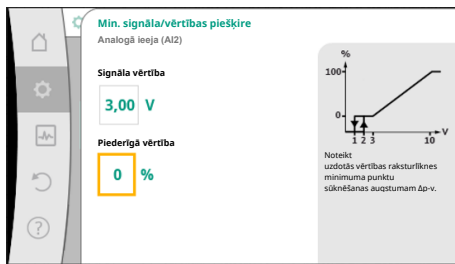 Min. signāla/vērtības piešķire
Analogā ieeja (AI2)
Signāla vērtība
3,00 V
Piederīgā vērtība
0 %
%
100
0
1 2 3 10 V
Noteikt
uzdotās vērtības raksturlīknes
minimuma punktu
sūknēšanas augstumam Δp-v.